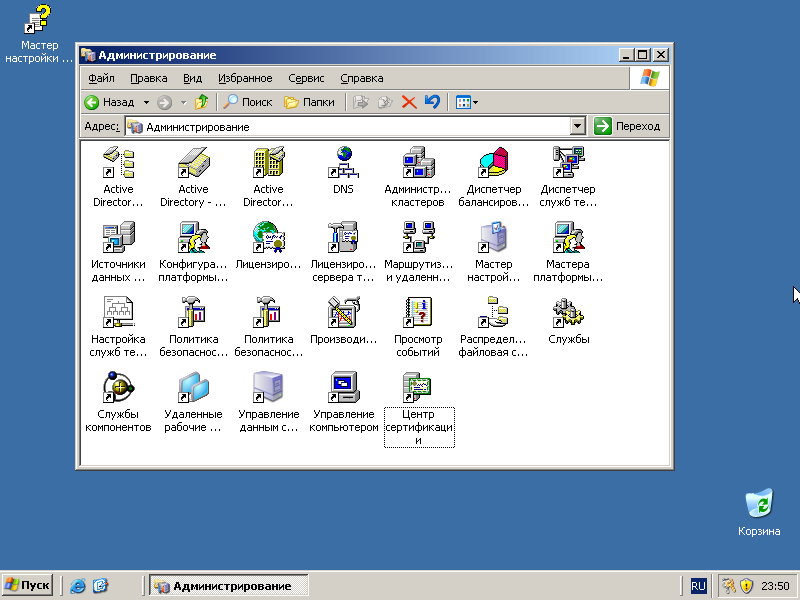 Мастер
настройки ...
Администрирование
Файл Правка Вид Избранное Сервис Справка
Назад Поиск Папки
Адрес: Администрирование Переход
Active
Director...
Active
Directory - ...
Active
Director...
DNS
Администр...
кластеров
Диспетчер
балансиров...
Диспетчер
служб те...
Источники
данных ...
Конфигура...
платформы...
Лицензиро...
Лицензиро...
сервера т...
Маршрутиз...
и удаленн...
Мастер
настрой...
Мастера
платформы...
Настройка
служб те...
Политика
безопаснос...
Политика
безопаснос...
Производи...
Просмотр
событий
Распредел...
файловая с...
Службы
Службы
компонентов
Удаленные
рабочие ...
Управление
данным с...
Управление
компьютером
Центр
сертификаци
и
Корзина
Пуск Администрирование RU 23:50